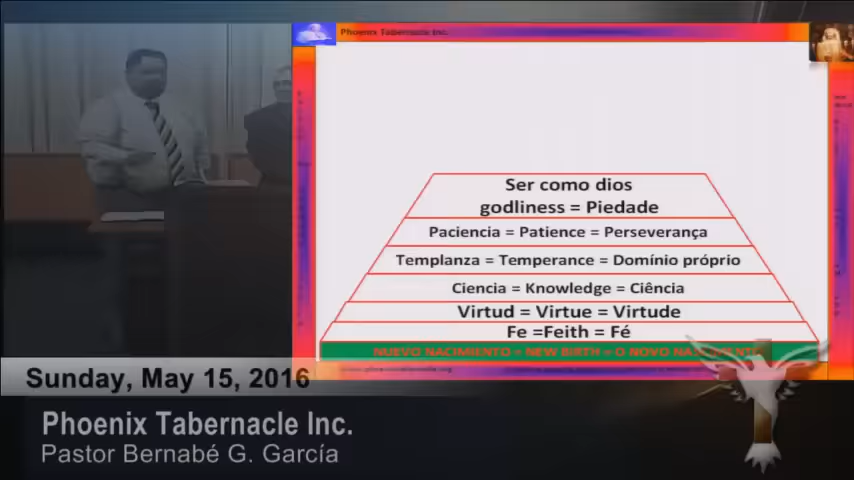 Phoenix Tabernacle Inc.
Ser como dios
godliness = Piedade
Paciencia = Patience = Perseverança
Templanza = Temperance = Domínio próprio
Ciencia = Knowledge = Ciência
Virtud = Virtue = Virtude
Fe =Feith = Fé
NUEVO NACIMIENTO = NEW BIRTH = O NOVO
Sunday, May 15, 2016
Phoenix Tabernacle Inc.
Pastor Bernabé G. García